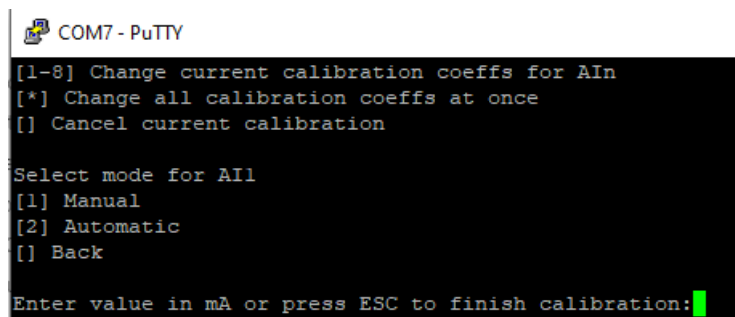 COM7 - PuTTY
[1-8] Change current calibration coeffs for AIn
[*] Change all calibration coeffs at once
[] Cancel current calibration
Select mode for AI1
[1] Manual
[2] Automatic
[] Back
Enter value in mA or press ESC to finish calibration: